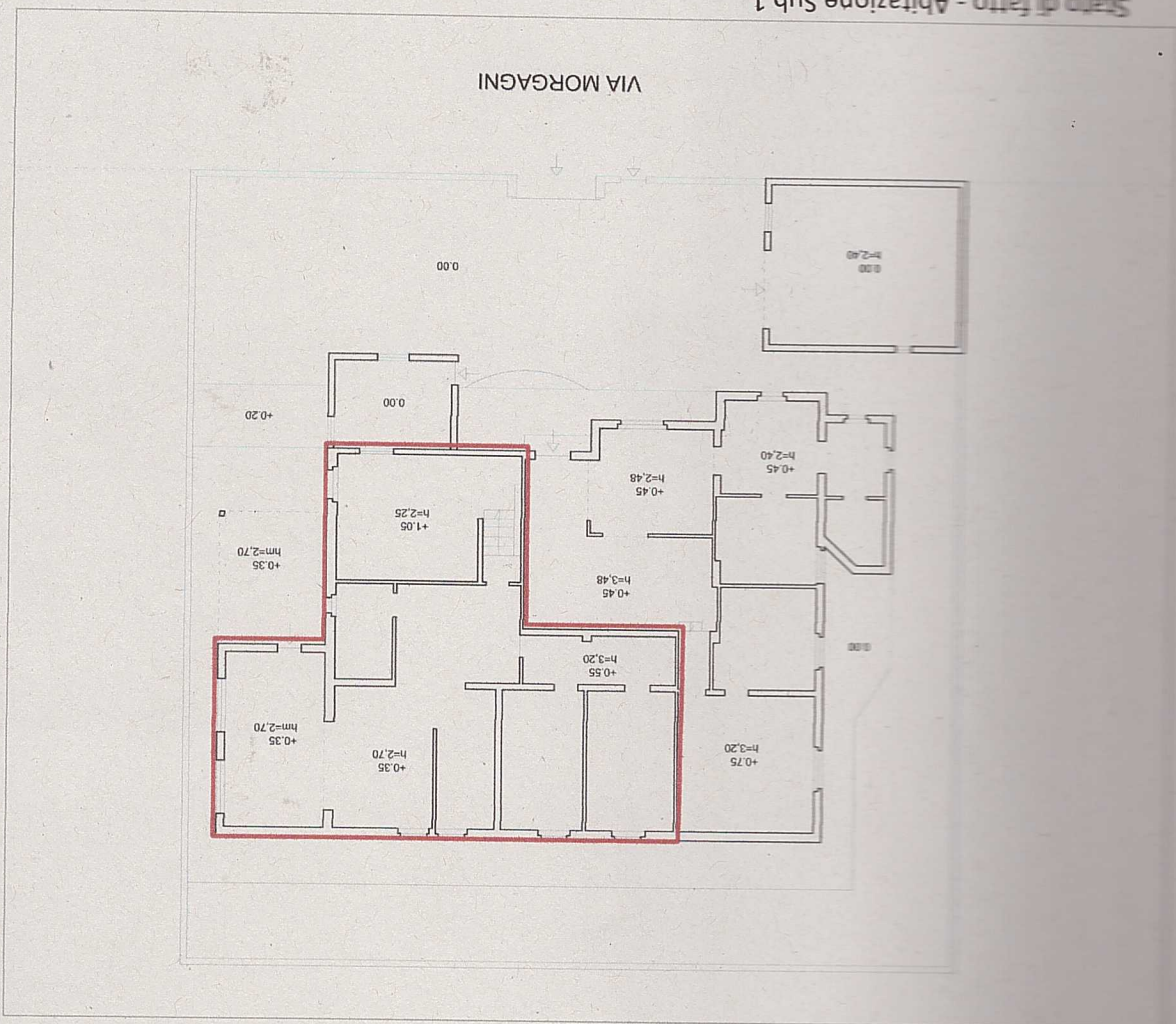 +0.75
h=3,20
+0.35
h=2,70
+0.35
hm=2,70
+0.55
h=3,20
0.00
+0.45
h=3,48
+0.35
hm=2,70
+1.05
h=2,25
+0.45
h=2,48
+0.45
h=2,40
0.00
+0.20
0.00
h=2,40
0.00
VIA MORGAGNI
Stato di fatto - Abitazione Sub 1